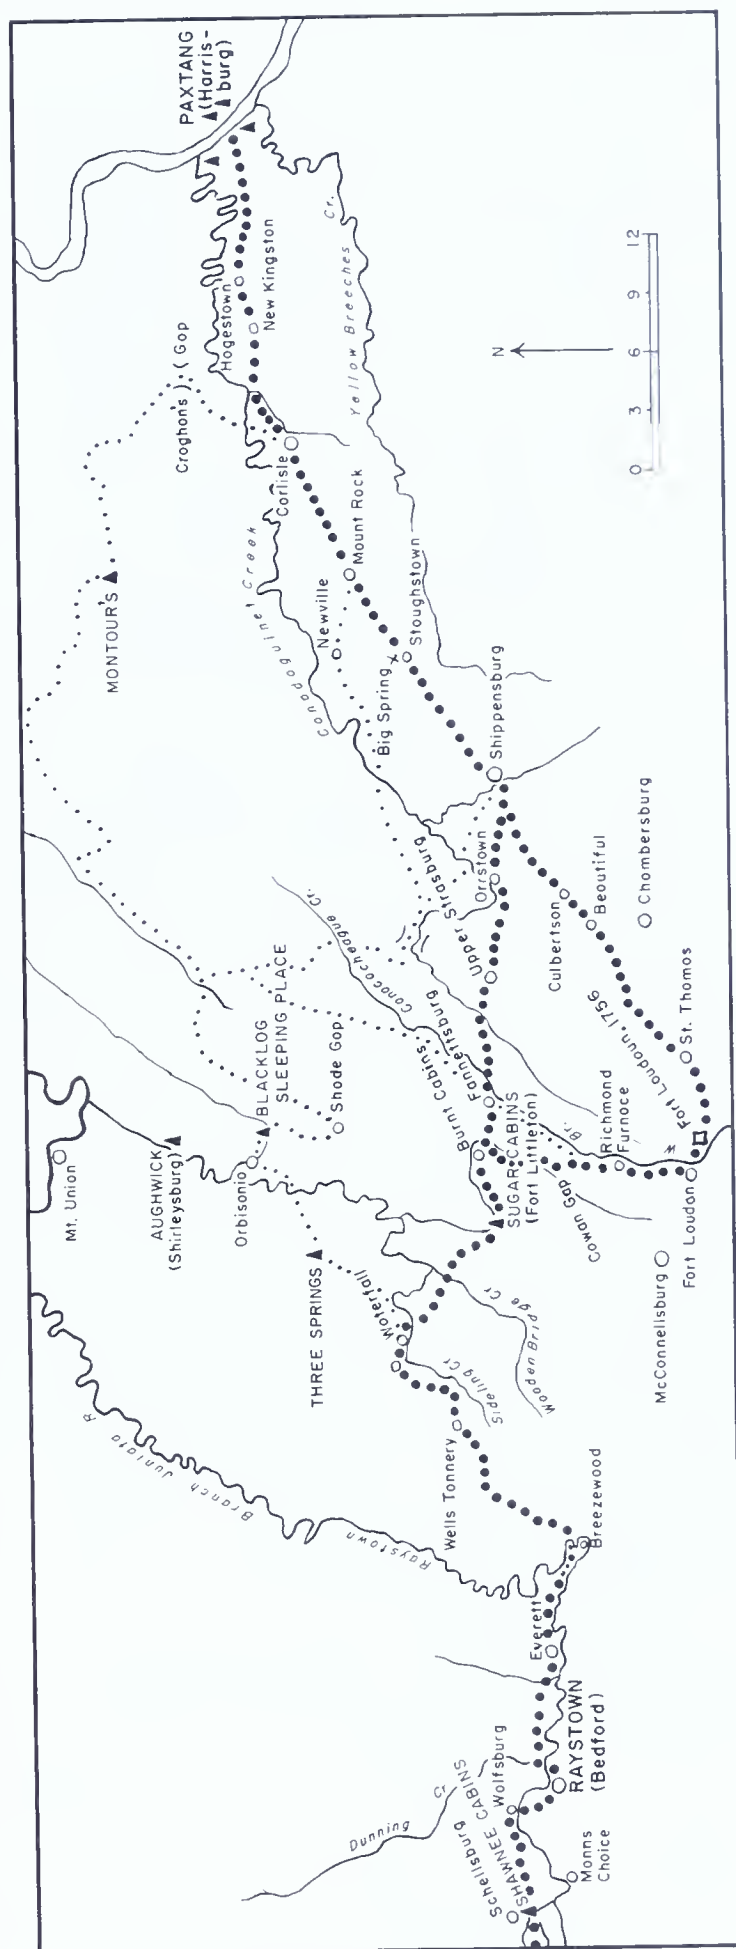 PAXTANG
(Harris-
burg)
Hogestown
New Kingston
Yellow Breeches Cr.
Croghan's
Gap
Carlisle
Mount Rock
Newville
Conodoguinet Creek
Big Spring
Stoughstown
MONTOUR'S
Shippensburg
Orrstown
Upper Strasburg
Culbertson
Beautiful
Chambersburg
St. Thomas
Fort Loudoun, 1756
Richmond
Furnace
Fort Loudan
McConnellsburg
Cowan Gap
Br.
Conococheague Cr.
Fannettsburg
Burnt Cabins
SUGAR CABINS
(Fort Littleton)
BLACKLOG
SLEEPING PLACE
Shade Gap
Orbisonia
AUGHWICK
(Shirleysburg)
Mt. Union
THREE SPRINGS
Waterfall
Wooden Bridge Cr
Sideling Cr
Wells Tannery
Raystown Branch Juniata R
Breezewood
Everett
RAYSTOWN
(Bedford)
Wolfsburg
Dunning Cr
SHAWNEE CABINS
Schellsburg
Manns
Choice
N
0 3 6 9 12